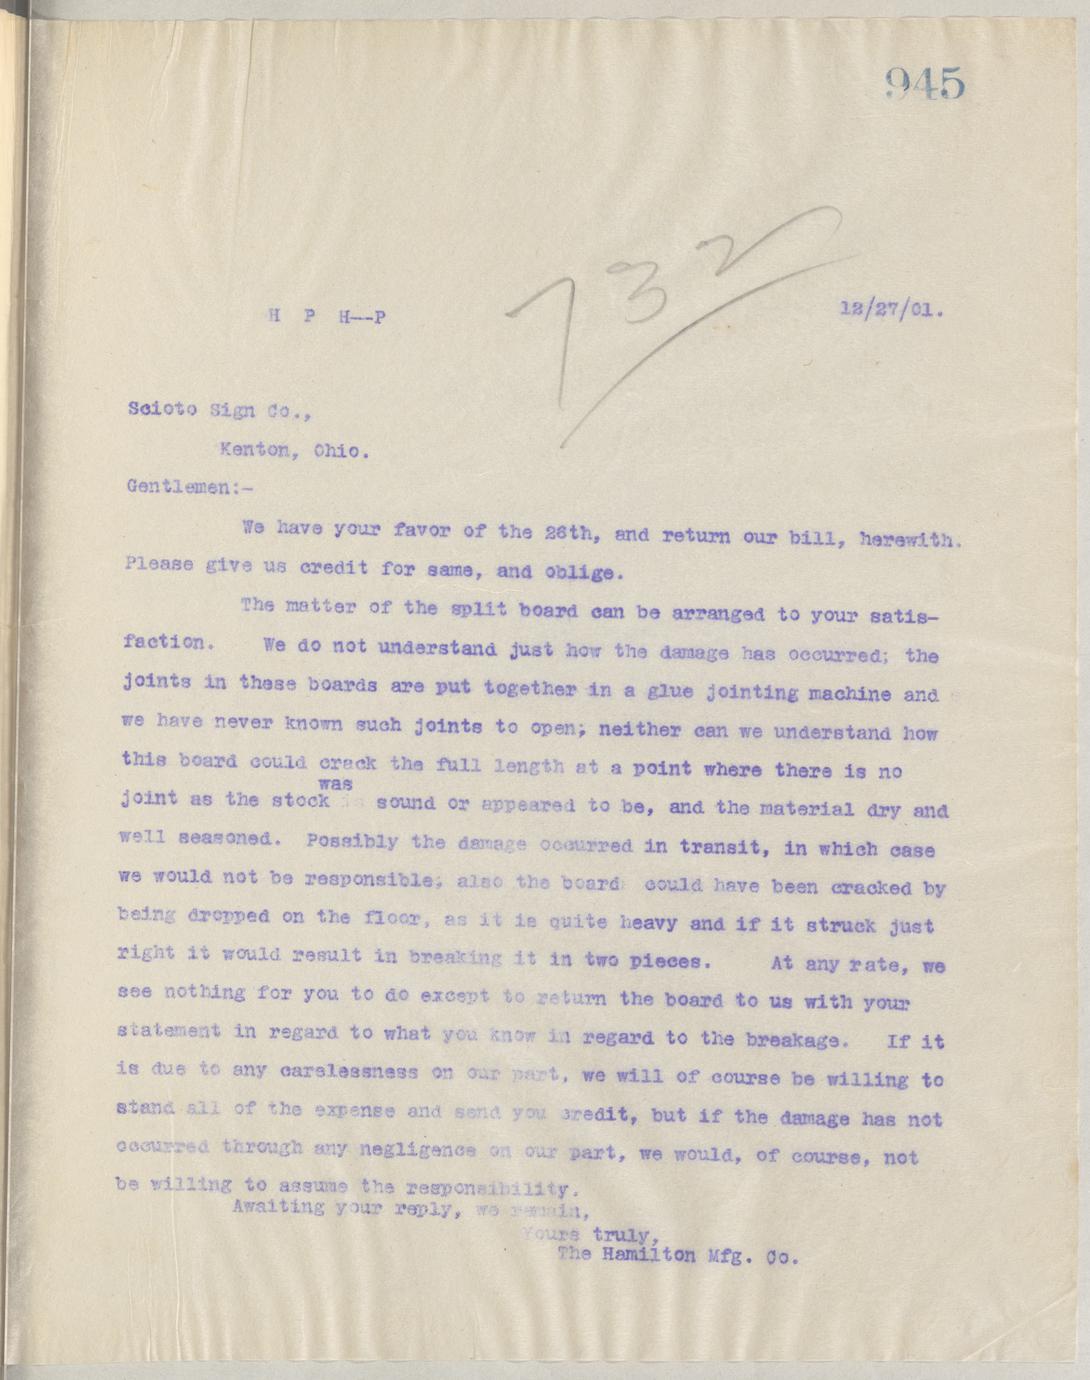 945
732
H P H--P 12/27/01.
Scioto Sign Co.,
Kenton, Ohio.
Gentlemen:-
We have your favor of the 26th, and return our bill, herewith.
Please give us credit for same, and oblige.
The matter of the split board can be arranged to your satis-
faction. We do not understand just how the damage has occurred; the
joints in these boards are put together in a glue jointing machine and
we have never known such joints to open; neither can we understand how
this board could crack the full length at a point where there is no
was
joint as the stock is sound or appeared to be, and the material dry and
well seasoned. Possibly the damage occurred in transit, in which case
we would not be responsible; also the board could have been cracked by
being dropped on the floor, as it is quite heavy and if it struck just
right it would result in breaking it in two pieces. At any rate, we
see nothing for you to do except to return the board to us with your
statement in regard to what you know in regard to the breakage. If it
is due to any carelessness on our part, we will of course be willing to
stand all of the expense and send you credit, but if the damage has not
occurred through any negligence on our part, we would, of course, not
be willing to assume the responsibility.
Awaiting your reply, we remain,
Yours truly,
The Hamilton Mfg. Co.